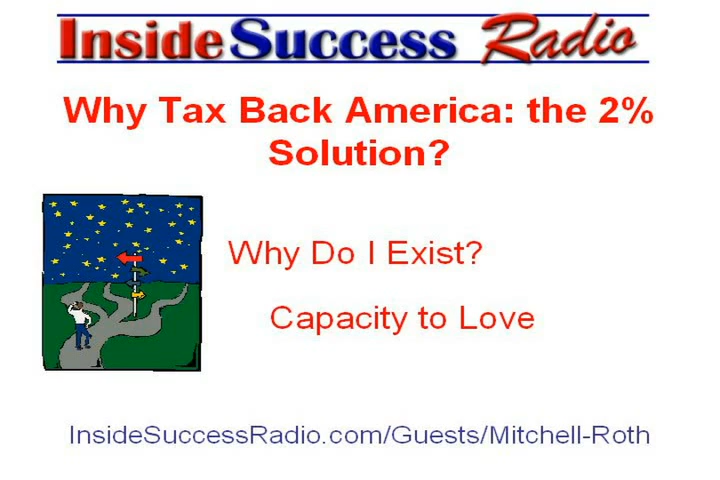 InsideSuccess Radio
Why Tax Back America: the 2%
Solution?
Why Do I Exist?
Capacity to Love
InsideSuccessRadio.com/Guests/Mitchell-Roth